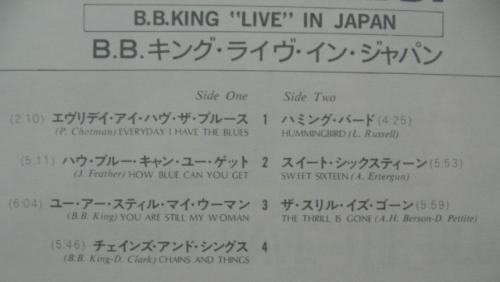 B.B.KING "LIVE" IN JAPAN
B.B.キング・ライヴ・イン・ジャパン
Side One
(2:10) エヴリデイ・アイ・ハヴ・ザ・ブルース 1
(P. Chotman) EVERYDAY I HAVE THE BLUES
(5:11) ハウ・ブルー・キャン・ユー・ゲット 2
(J. Feather) HOW BLUE CAN YOU GET
(6:04) ユー・アー・スティル・マイ・ウーマン 3
(B.B. King) YOU ARE STILL MY WOMAN
(5:46) チェインズ・アンド・シングス 4
(B.B. King-D. Clark) CHAINS AND THINGS
Side Two
ハミング・バード (4:25)
HUMMINGBIRD (L. Russell)
スイート・シックスティーン (5:53)
SWEET SIXTEEN (A. Ertergun)
ザ・スリル・イズ・ゴーン (5:59)
THE THRILL IS GONE (A.H. Berson-D. Pettite)